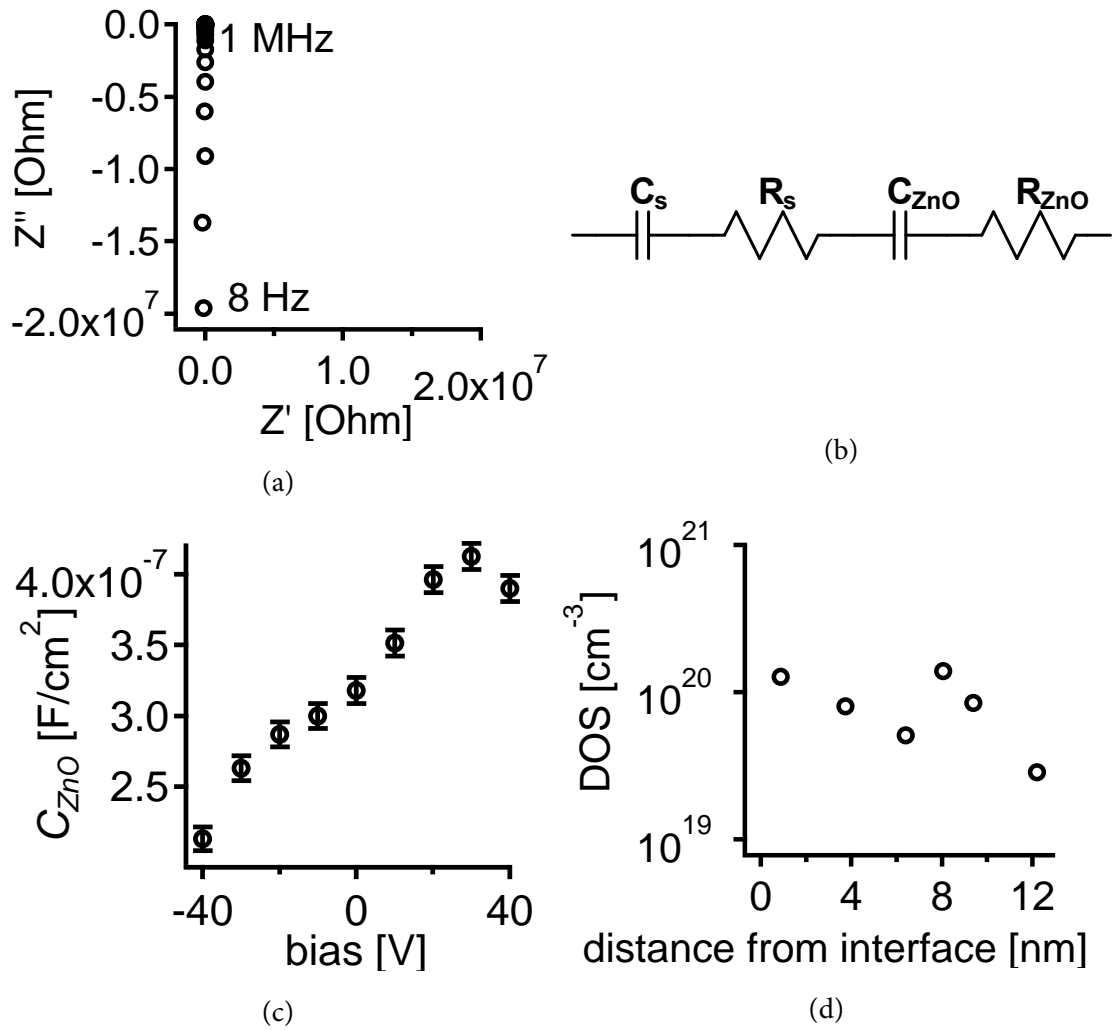 0.0
-0.5
-1.0
-1.5
-2.0x10^7
Z'' [Ohm]
1 MHz
8 Hz
0.0 1.0 2.0x10^7
Z' [Ohm]
(a)
C_s R_s C_ZnO R_ZnO
(b)
4.0x10^-7
3.5
3.0
2.5
C_ZnO [F/cm^2]
-40 0 40
bias [V]
(c)
10^21
10^20
10^19
DOS [cm^-3]
0 4 8 12
distance from interface [nm]
(d)